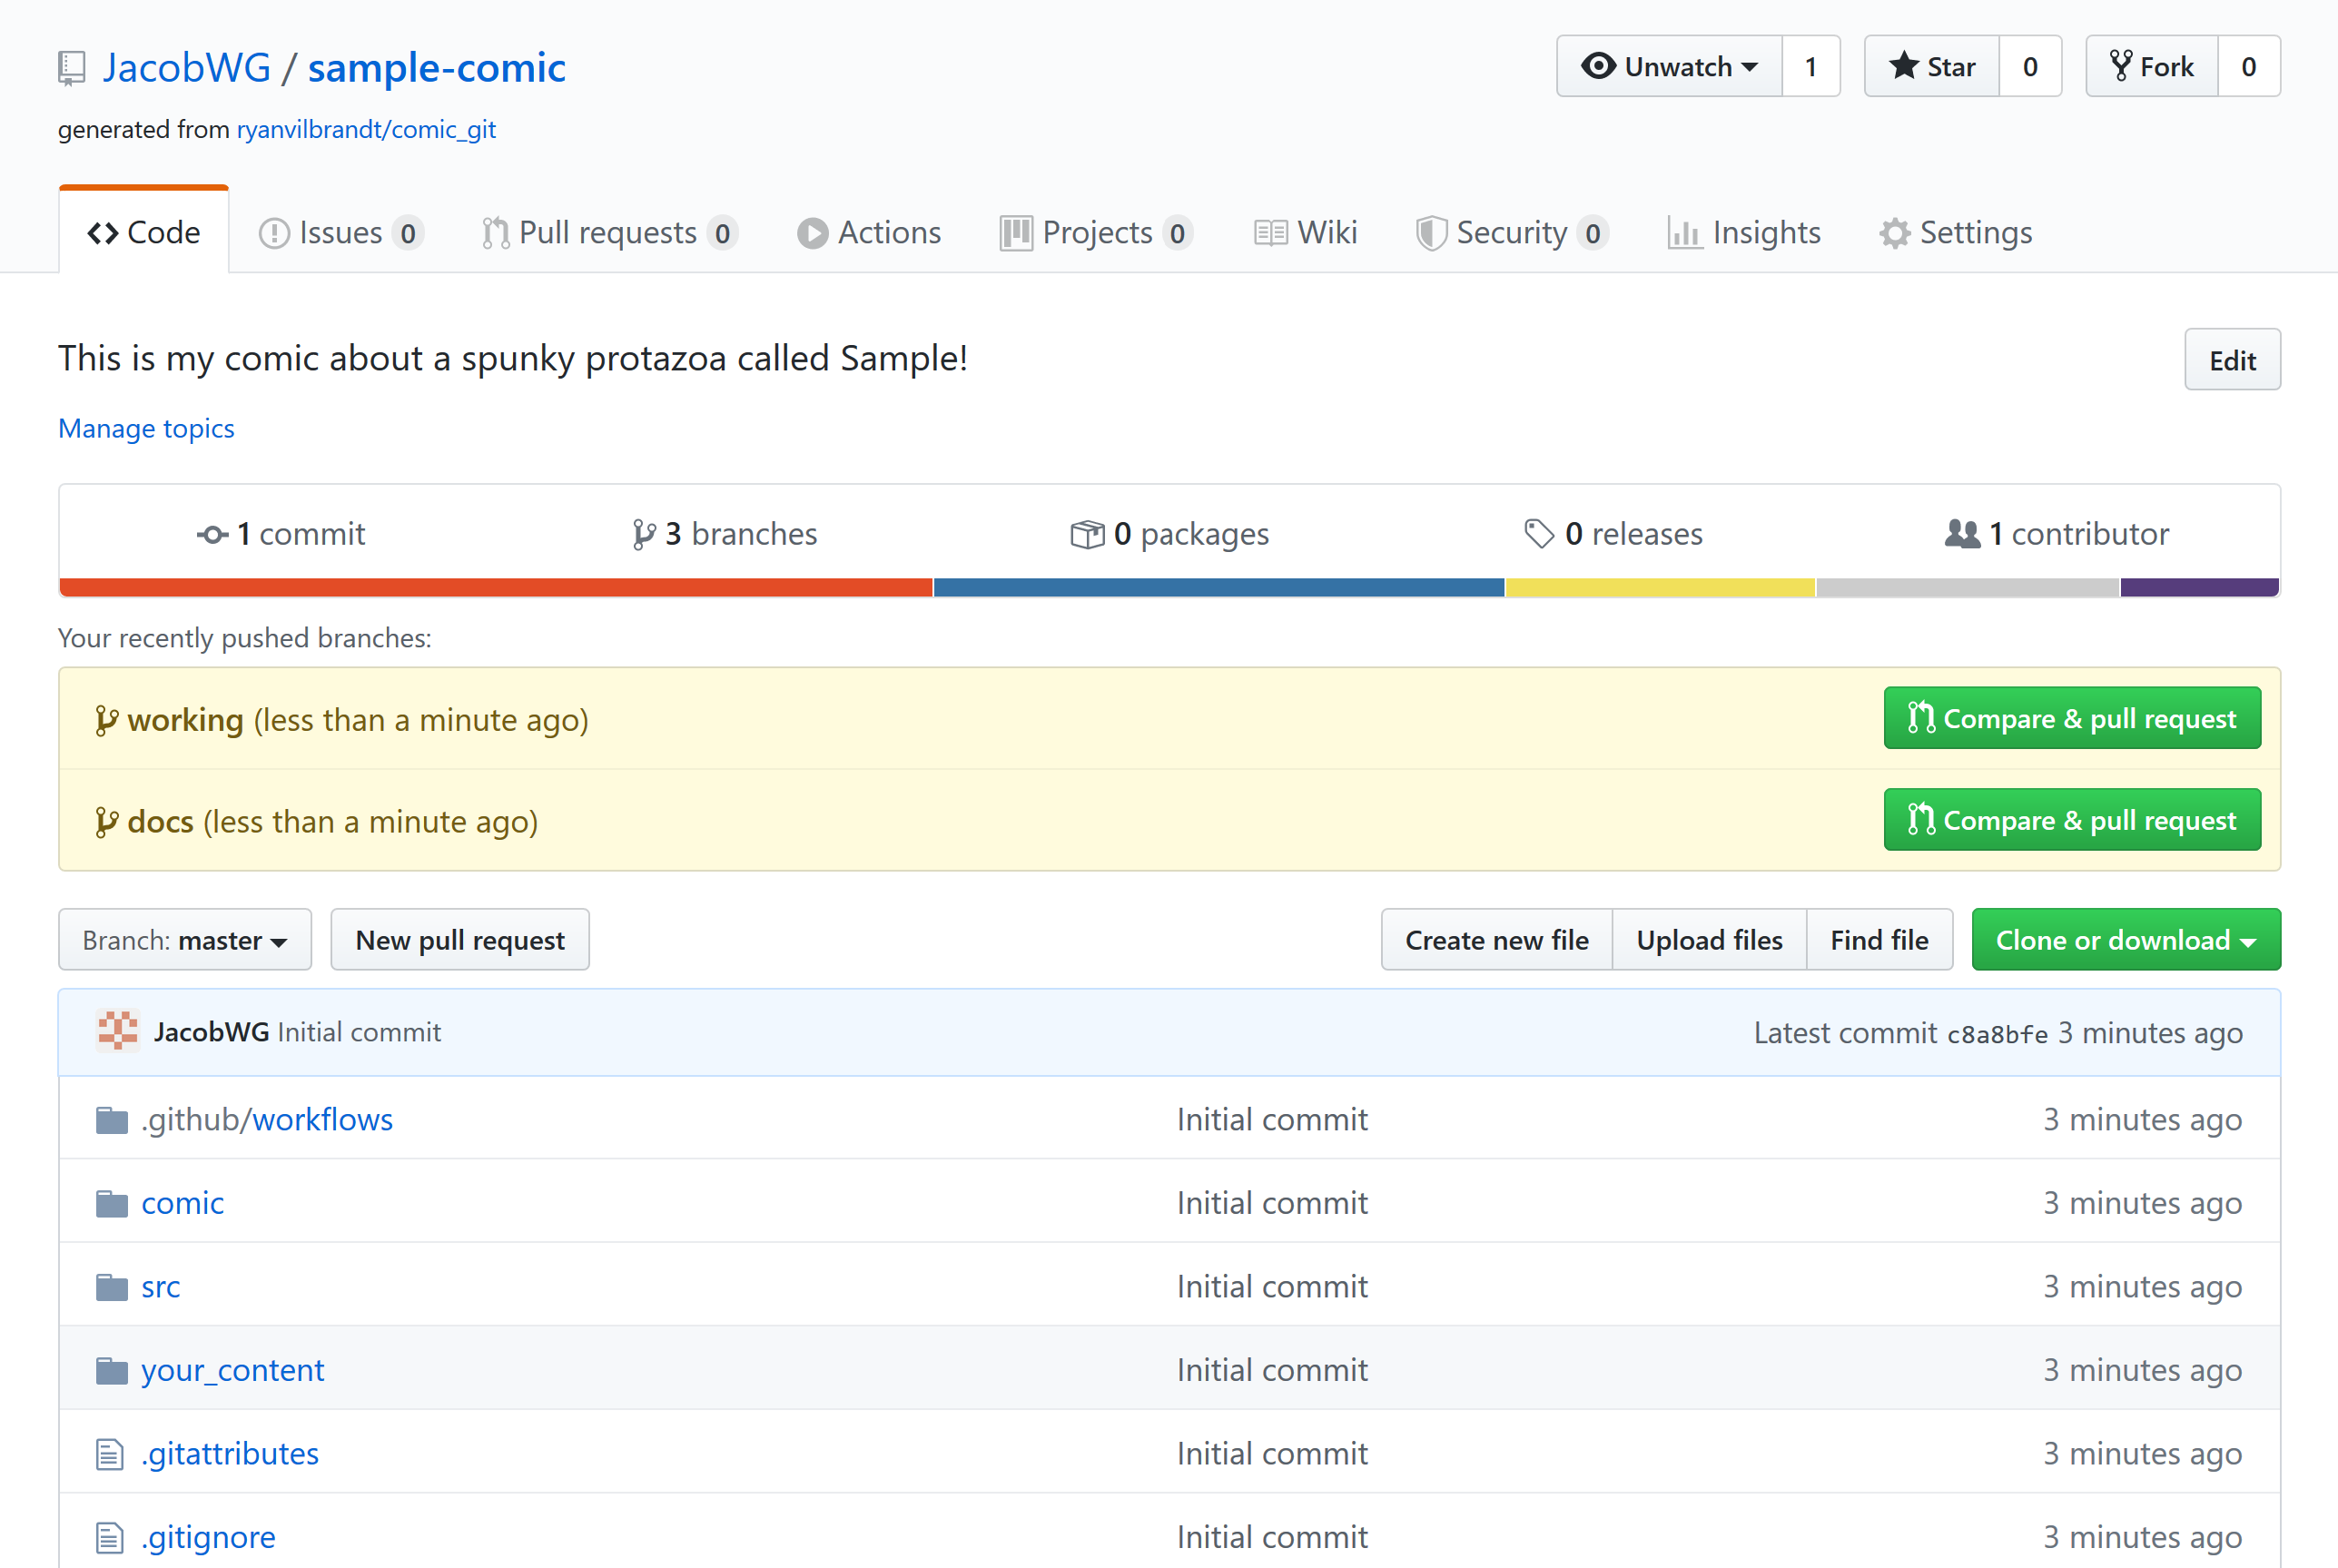 JacobWG / sample-comic Unwatch 1 Star 0 Fork 0
generated from ryanvilbrandt/comic_git
Code Issues 0 Pull requests 0 Actions Projects 0 Wiki Security 0 Insights Settings
This is my comic about a spunky protazoa called Sample! Edit
Manage topics
1 commit 3 branches 0 packages 0 releases 1 contributor
Your recently pushed branches:
working (less than a minute ago) Compare & pull request
docs (less than a minute ago) Compare & pull request
Branch: master New pull request Create new file Upload files Find file Clone or download
JacobWG Initial commit Latest commit c8a8bfe 3 minutes ago
.github/workflows Initial commit 3 minutes ago
comic Initial commit 3 minutes ago
src Initial commit 3 minutes ago
your_content Initial commit 3 minutes ago
.gitattributes Initial commit 3 minutes ago
.gitignore Initial commit 3 minutes ago